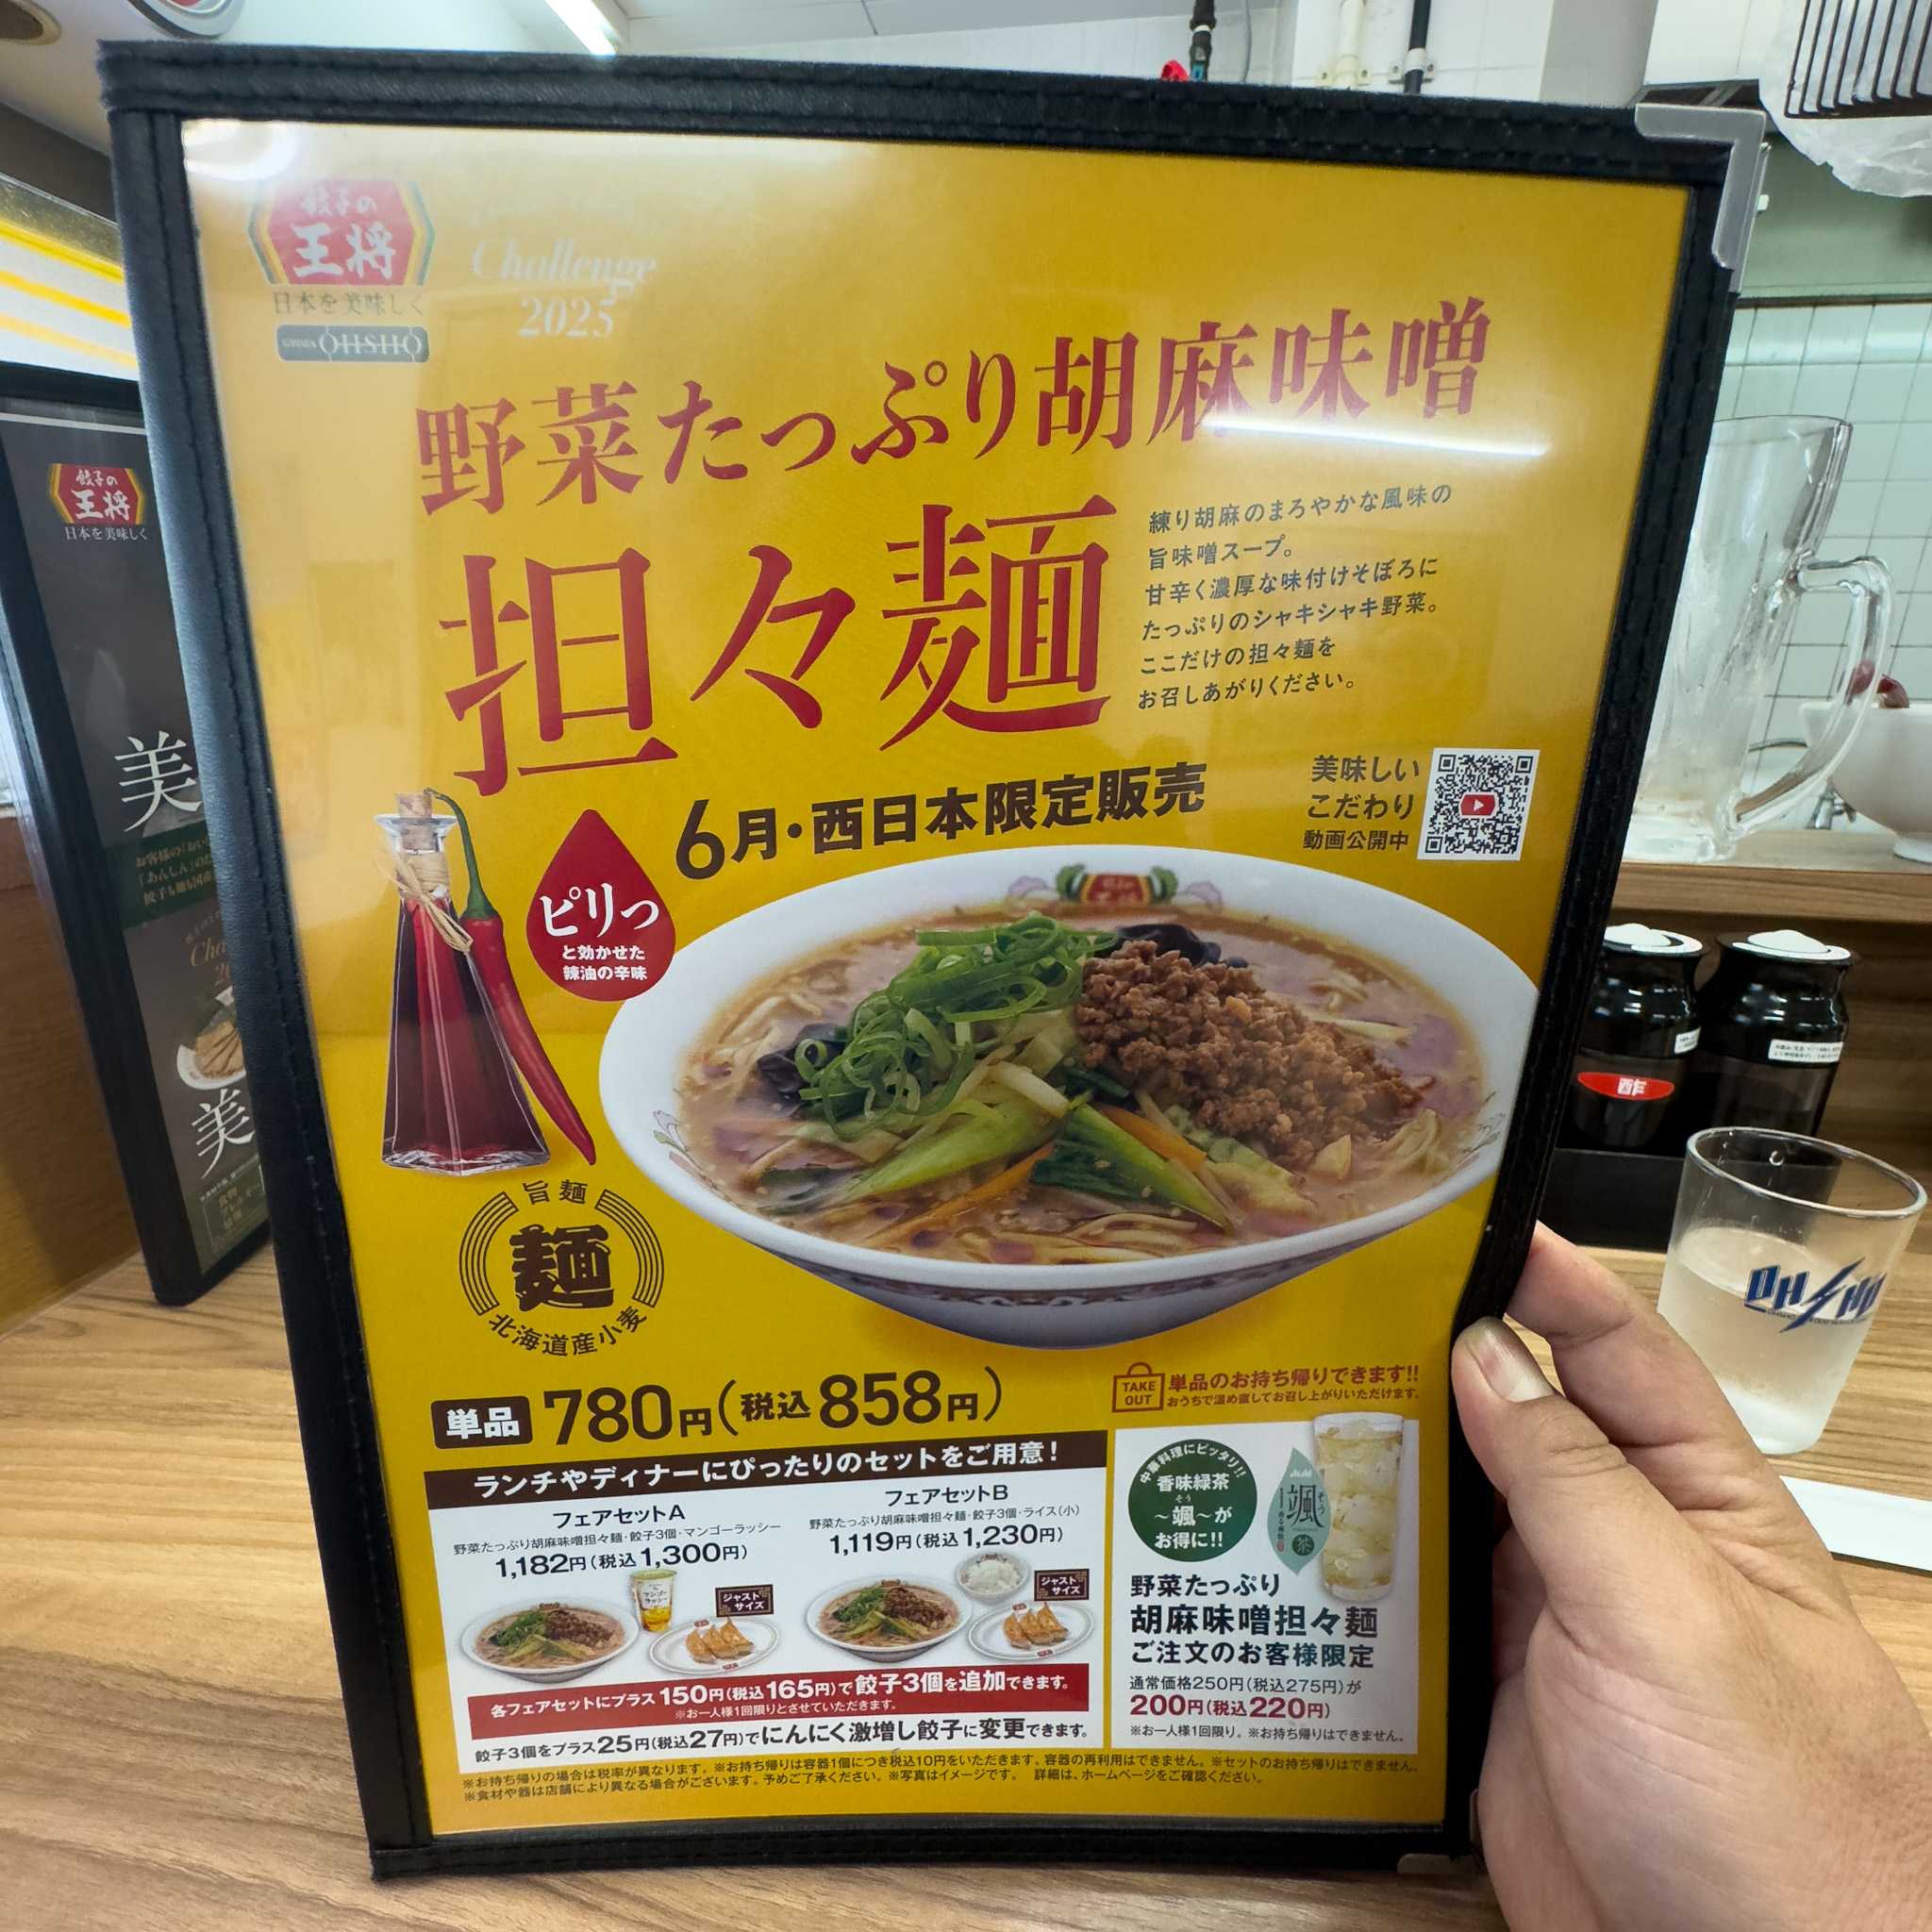 餃子の
王将
日本を美味しく
GYOZA OHSHO
Challenge
2025
野菜たっぷり胡麻味噌
担々麺
練り胡麻のまろやかな風味の
旨味噌スープ。
甘辛く濃厚な味付けそぼろに
たっぷりのシャキシャキ野菜。
ここだけの担々麺を
お召しあがりください。
6月・西日本限定販売
美味しい
こだわり
動画公開中
ピリっ
と効かせた
辣油の辛味
旨麺
麺
北海道産小麦
単品 780円(税込858円)
TAKE OUT
単品のお持ち帰りできます!!
おうちで温め直してお召し上がりいただけます。
ランチやディナーにぴったりのセットをご用意!
フェアセットA
野菜たっぷり胡麻味噌担々麺・餃子3個・マンゴーラッシー
1,182円(税込1,300円)
マンゴーラッシー
ジャスト
サイズ
フェアセットB
野菜たっぷり胡麻味噌担々麺・餃子3個・ライス(小)
1,119円(税込1,230円)
ジャスト
サイズ
各フェアセットにプラス150円(税込165円)で餃子3個を追加できます。
※お一人様1回限りとさせていただきます。
餃子3個をプラス25円(税込27円)でにんにく激増し餃子に変更できます。
中華料理にピッタリ!!
香味緑茶
そう
〜颯〜が
お得に!!
Asahi
颯
そう
茶
野菜たっぷり
胡麻味噌担々麺
ご注文のお客様限定
通常価格250円(税込275円)が
200円(税込220円)
※お一人様1回限り。※お持ち帰りはできません。
※お持ち帰りの場合は税率が異なります。※お持ち帰りは容器1個につき税込10円をいただきます。容器の再利用はできません。※セットのお持ち帰りはできません。
※食材や器は店舗により異なる場合がございます。予めご了承ください。※写真はイメージです。 詳細は、ホームページをご確認ください。
餃子の
王将
日本を美味しく
美
美
酢
OHSHO